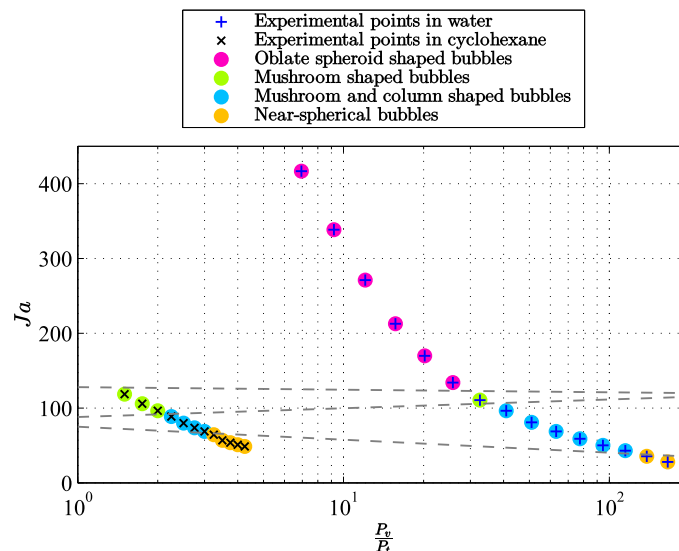 Experimental points in water
Experimental points in cyclohexane
Oblate spheroid shaped bubbles
Mushroom shaped bubbles
Mushroom and column shaped bubbles
Near-spherical bubbles
400
300
200
100
0
Ja
10^0
10^1
10^2
P_v
P_t